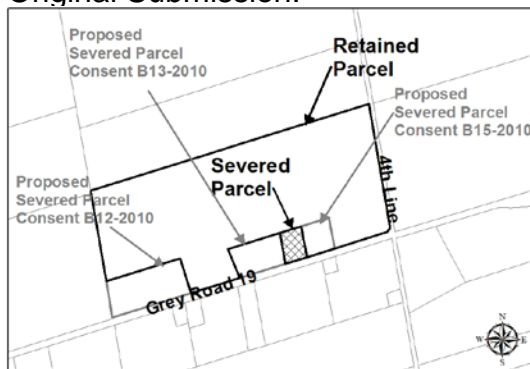 Original Submission:
Proposed
Severed Parcel
Consent B13-2010
Retained
Parcel
Proposed
Severed Parcel
Consent B15-2010
Severed
Parcel
4th Line
Proposed
Severed Parcel
Consent B12-2010
Grey Road 19
N
W
E
S